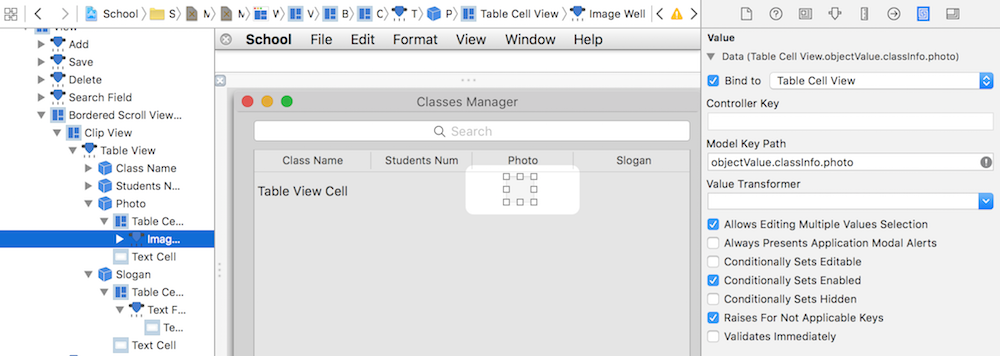 School S M M W V B C T P Table Cell View Image Well
View
Add
Save
Delete
Search Field
Bordered Scroll View...
Clip View
Table View
Class Name
Students N...
Photo
Table Ce...
Imag...
Text Cell
Slogan
Table Ce...
Text F...
Te...
Text Cell
School File Edit Format View Window Help
Classes Manager
Search
Class Name Students Num Photo Slogan
Table View Cell
Value
Data (Table Cell View.objectValue.classInfo.photo)
Bind to Table Cell View
Controller Key
Model Key Path
objectValue.classInfo.photo
Value Transformer
Allows Editing Multiple Values Selection
Always Presents Application Modal Alerts
Conditionally Sets Editable
Conditionally Sets Enabled
Conditionally Sets Hidden
Raises For Not Applicable Keys
Validates Immediately